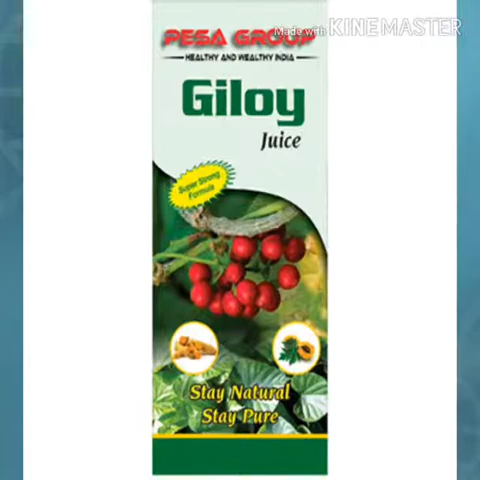 PESA GROUP
Made with KINEMASTER
HEALTHY AND WEALTHY INDIA
Giloy
Juice
Super Strong
Formula
Stay Natural
Stay Pure